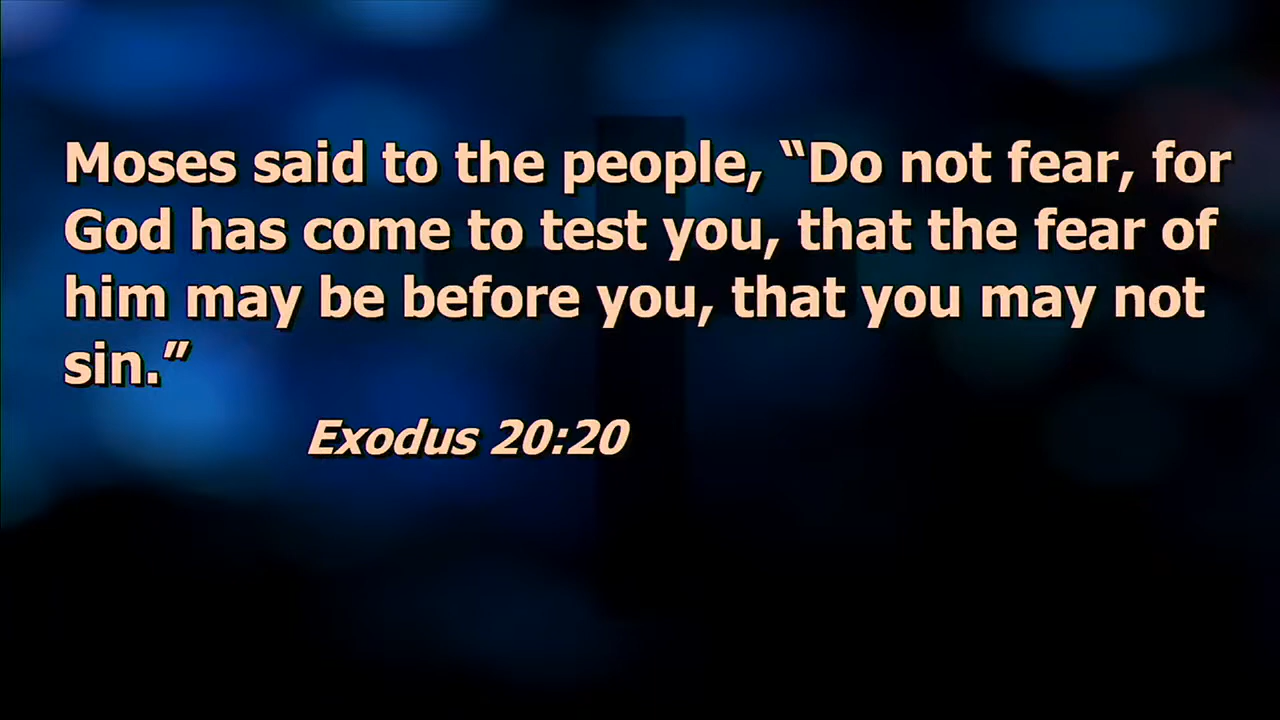 Moses said to the people, “Do not fear, for
God has come to test you, that the fear of
him may be before you, that you may not
sin.”
Exodus 20:20